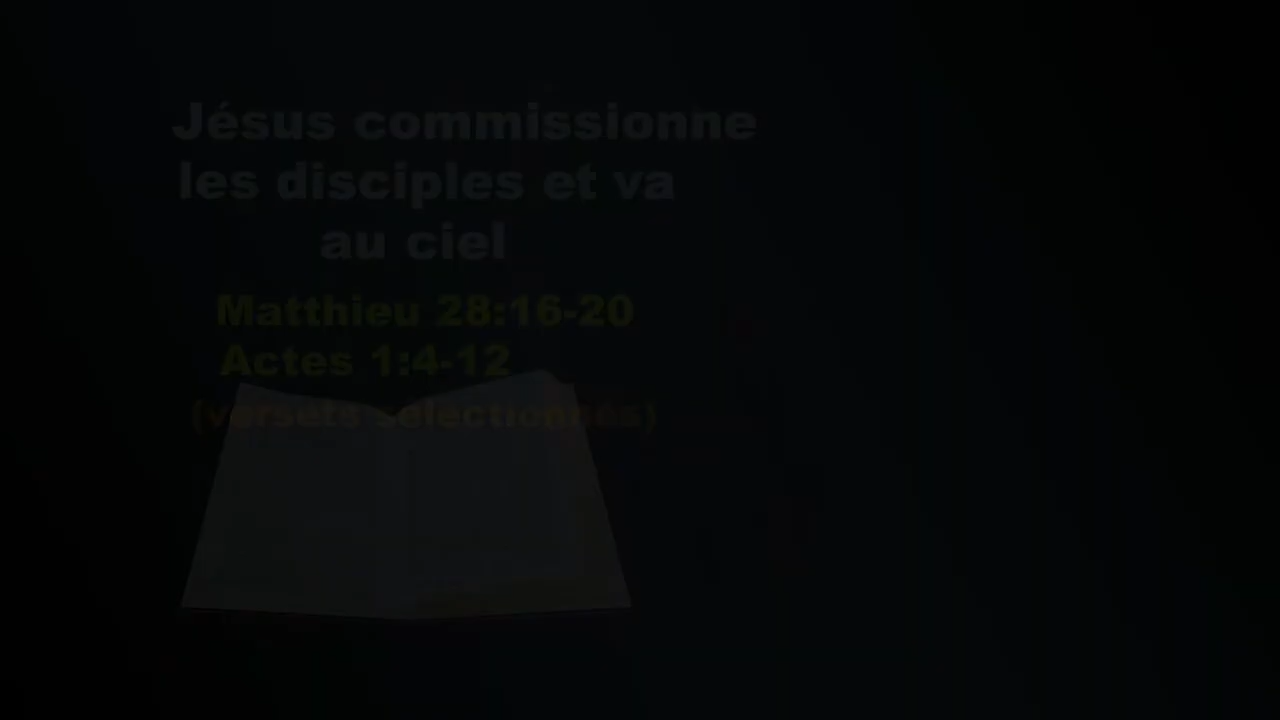 Jésus commissionne
les disciples et va
au ciel
Matthieu 28:16-20
Actes 1:4-12
(versets sélectionnés)